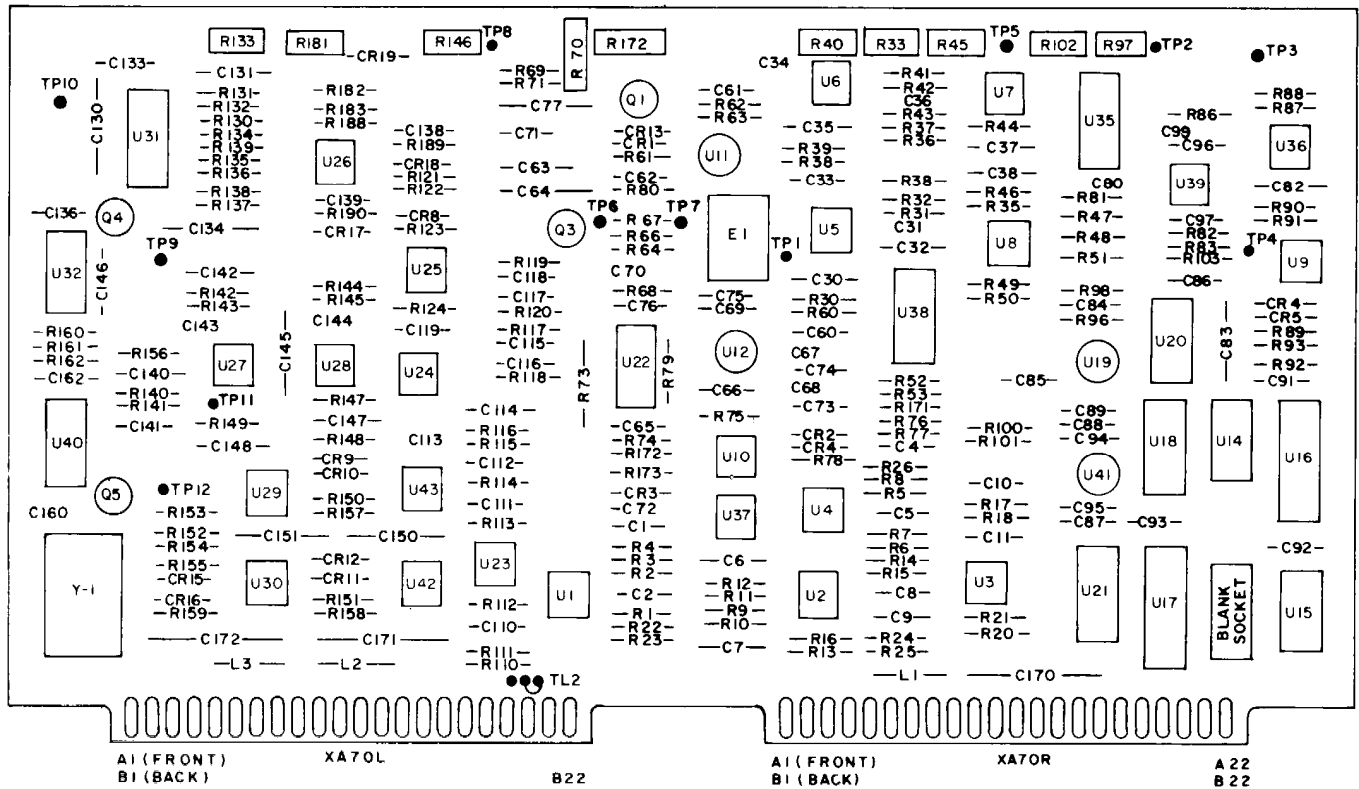 R133
R181
CR19
R146
TP8
R70
R172
C34
R40
R33
R45
TP5
R102
R97
TP2
TP3
C133
TP10
C130
U31
C131
R131
R132
R130
R134
R139
R135
R136
R138
R137
C134
R182
R183
R188
U26
C139
R190
CR17
C138
R189
CR18
R121
R122
CR8
R123
R69
R71
C77
C71
C63
C64
Q3
TP6
Q1
CR13
CR1
R61
C62
R80
R67
R66
R64
TP7
C61
R62
R63
U11
E1
TP1
U6
C35
R39
R38
C33
U5
R41
R42
C36
R43
R37
R36
R38
R32
R31
C31
C32
U7
R44
C37
C38
R46
R35
U8
U35
C80
R81
R47
R48
R51
R86
C99
C96
U39
C97
R82
R83
R103
C86
R88
R87
U36
C82
R90
R91
TP4
U9
C136
Q4
TP9
U32
C146
C142
R142
R143
C143
C145
R144
R145
C144
U25
R124
C119
R119
C118
C117
R120
R117
C115
C116
R118
C70
R68
C76
C75
C69
C30
R30
R60
C60
C67
C74
C68
C73
U38
R49
R50
R98
C84
R96
U20
C83
CR4
CR5
R89
R93
R92
C91
R160
R161
R162
C162
R156
C140
R140
R141
C141
U27
TP11
R149
C148
U28
R147
C147
R148
CR9
CR10
R150
R157
U24
C113
R73
U22
R79
U12
C66
R75
R52
R53
R171
R76
R77
C4
C85
U19
U40
Q5
TP12
C160
U29
U43
C114
R116
R115
C112
R114
C111
R113
C65
R74
R172
R173
CR3
C72
C1
U10
U37
CR2
CR4
R78
U4
R26
R8
R5
C5
R100
R101
C10
R17
R18
C11
C89
C88
C94
U41
C95
C87
C93
U18
U14
U16
R153
R152
R154
R155
CR15
CR16
R159
Y-1
C151
C150
U30
CR12
CR11
R151
R158
U42
U23
R112
C110
R111
R110
U1
R4
R3
R2
C2
R1
R22
R23
C6
R12
R11
R9
R10
C7
U2
R16
R13
R7
R6
R14
R15
C8
C9
R24
R25
U3
R21
R20
U21
U17
BLANK
SOCKET
C92
U15
C172
C171
L3
L2
TL2
L1
C170
A1 (FRONT)
B1 (BACK)
XA70L
B22
A1 (FRONT)
B1 (BACK)
XA70R
A22
B22